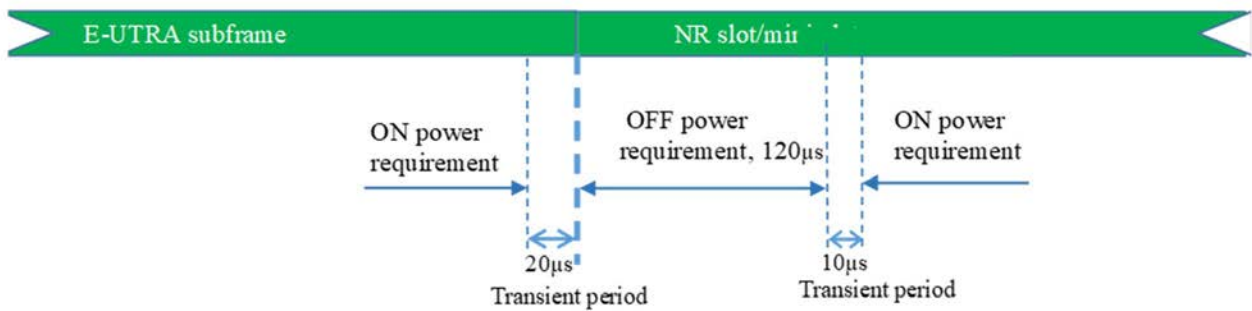 E-UTRA subframe
NR slot/
ON power
requirement
OFF power
requirement, 120μs
ON power
requirement
20μs
Transient period
10μs
Transient period